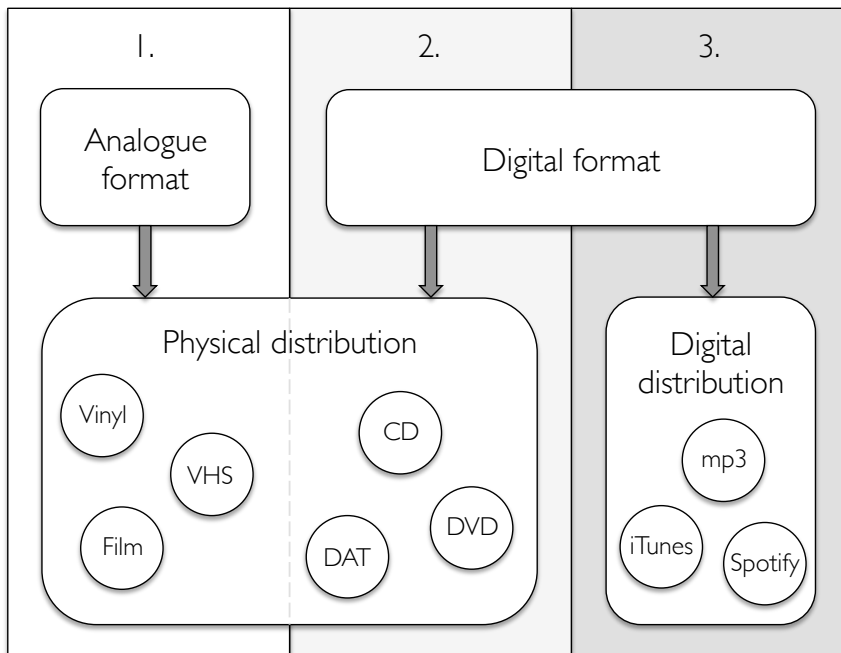 1.
2.
3.
Analogue
format
Digital format
Physical distribution
Vinyl
VHS
Film
CD
DVD
DAT
Digital
distribution
mp3
iTunes
Spotify